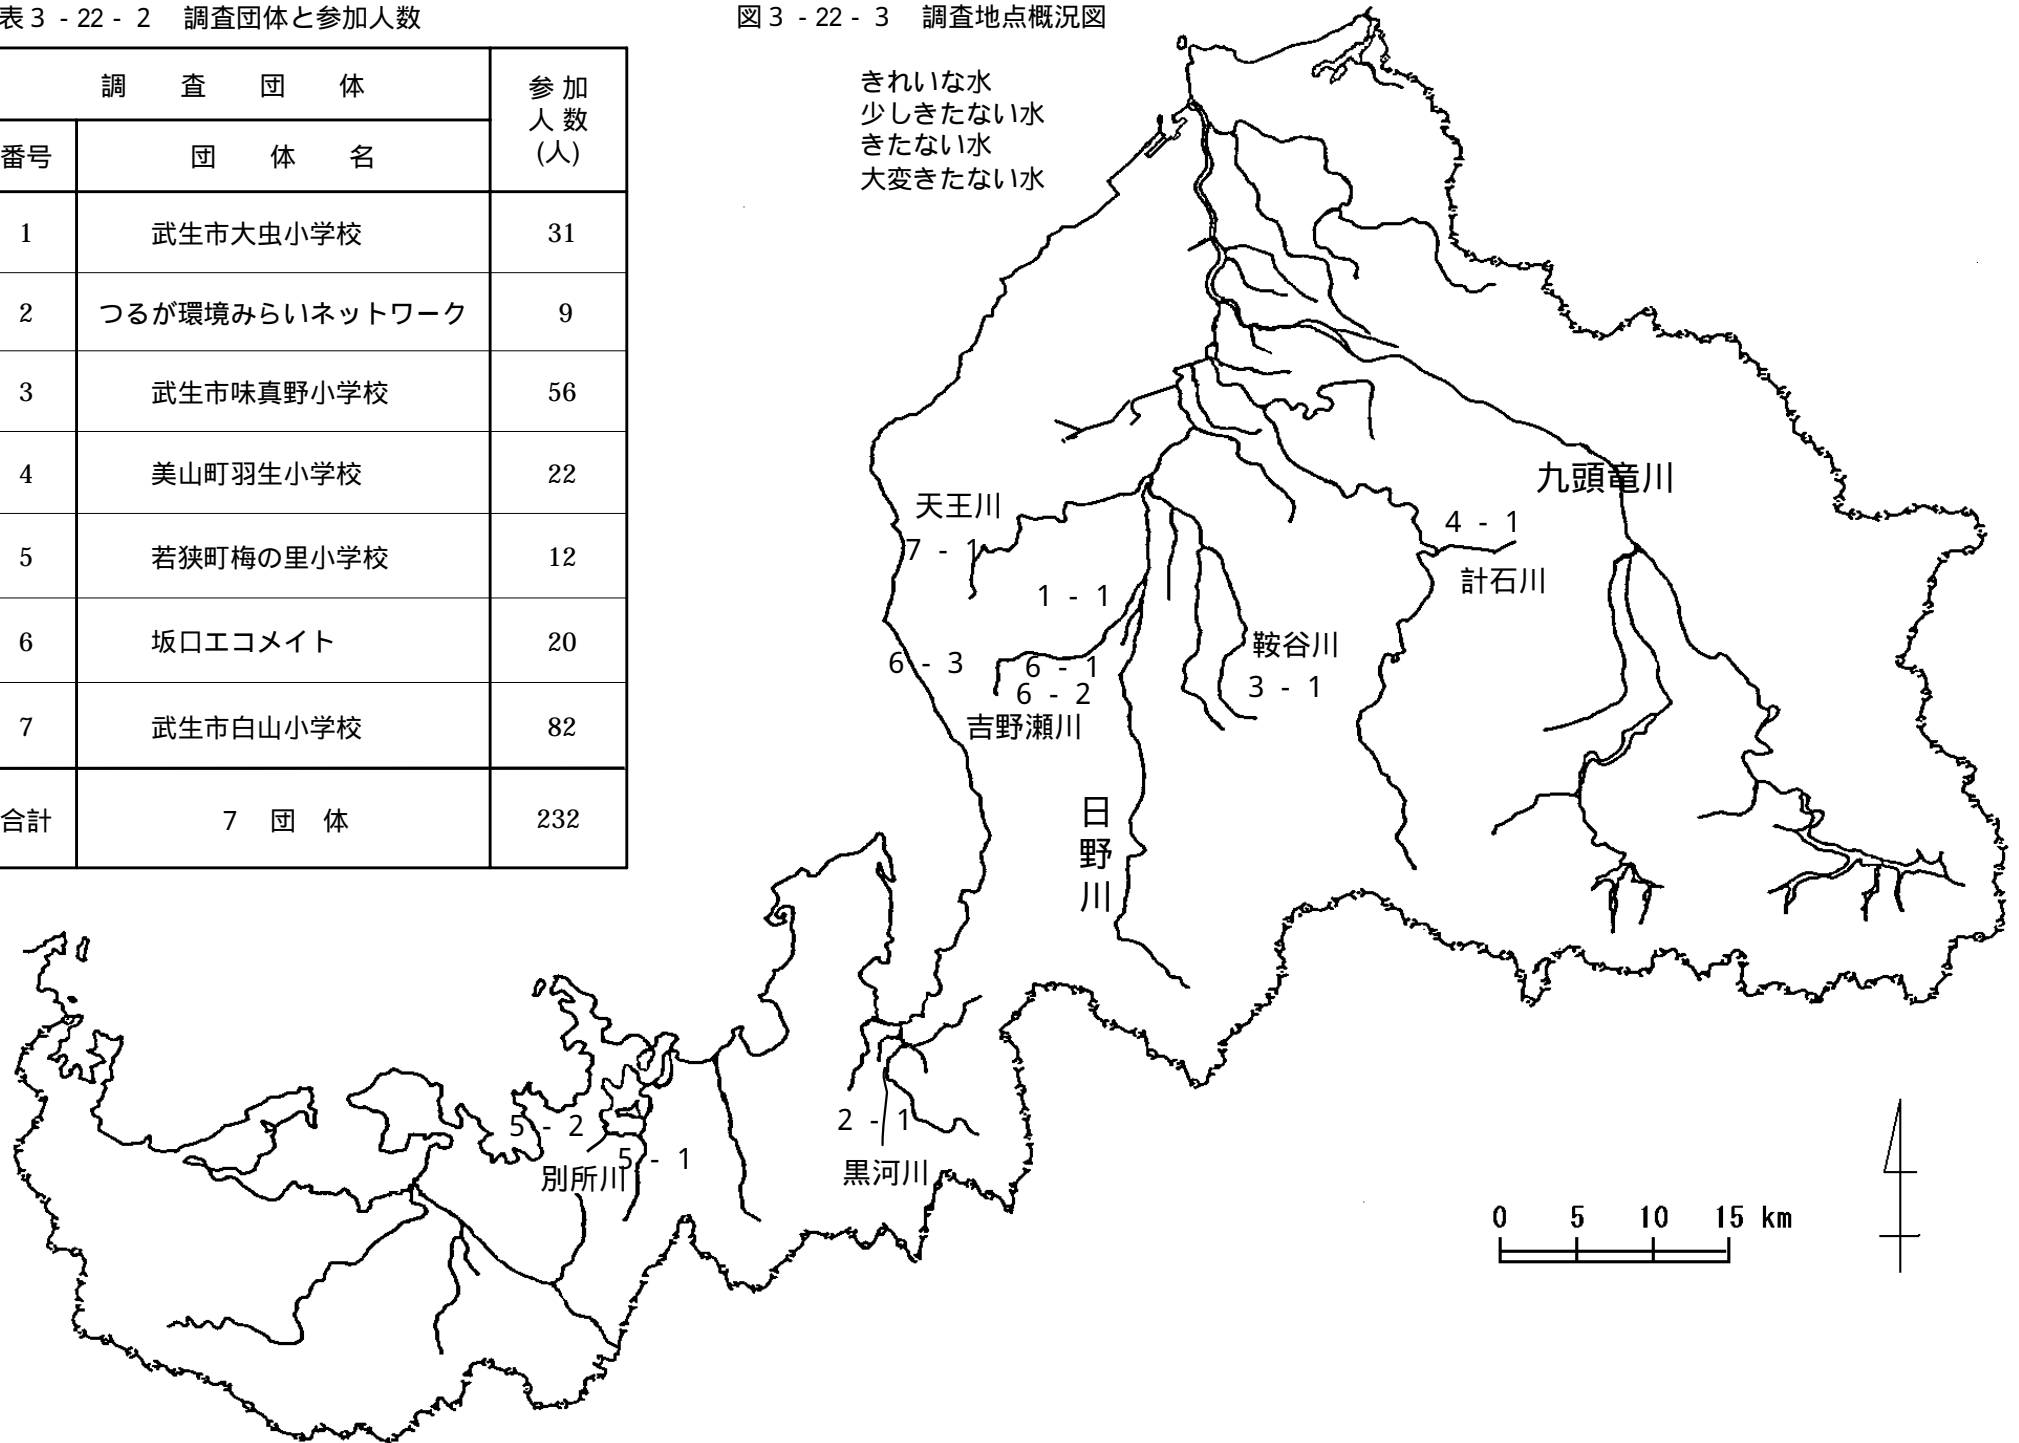 表3-22-2 調査団体と参加人数
調査団体
参加
人数
(人)
番号 団体名
1 武生市大虫小学校 31
2 つるが環境みらいネットワーク 9
3 武生市味真野小学校 56
4 美山町羽生小学校 22
5 若狭町梅の里小学校 12
6 坂口エコメイト 20
7 武生市白山小学校 82
合計 7団体 232
図3-22-3 調査地点概況図
きれいな水
少しきたない水
きたない水
大変きたない水
九頭竜川
天王川
4-1
7-1
計石川
1-1
鞍谷川
6-3
6-1
3-1
6-2
吉野瀬川
日野川
2-1
5-2
5-1
別所川
黒河川
0 5 10 15 km